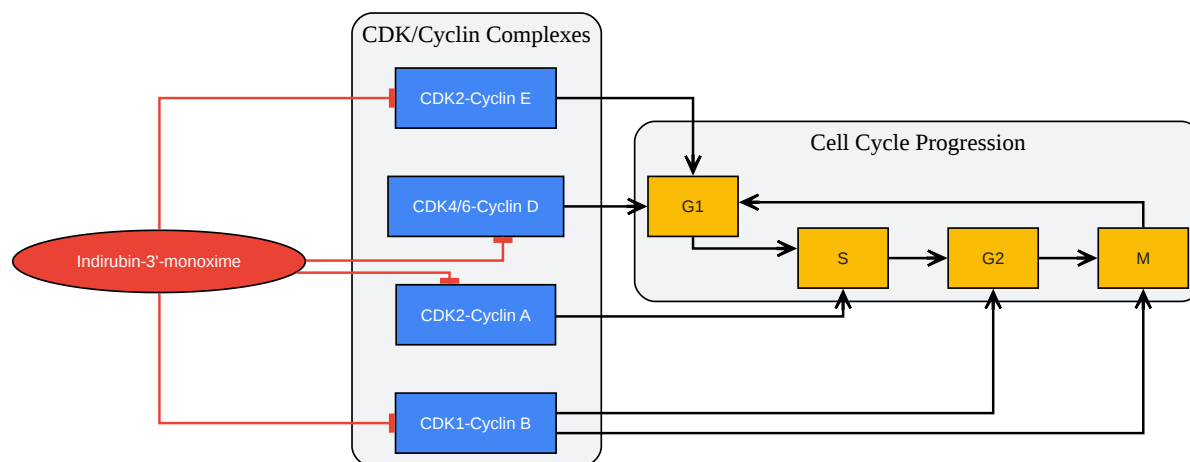 CDK/Cyclin Complexes
CDK2-Cyclin E
Cell Cycle Progression
CDK4/6-Cyclin D
G1
Indirubin-3'-monoxime
S
G2
M
CDK2-Cyclin A
CDK1-Cyclin B